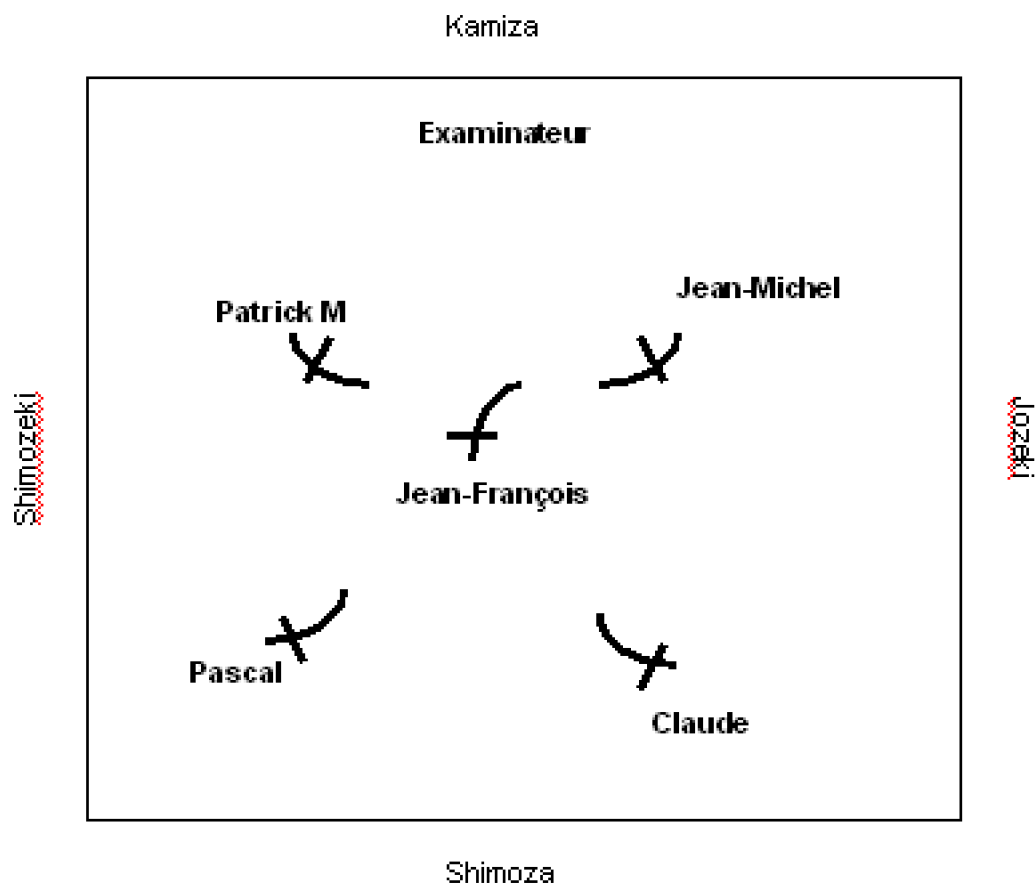 Kamiza
Examinateur
Jean-Michel
Patrick M
Shimozeki
Jozeki
Jean-François
Pascal
Claude
Shimoza